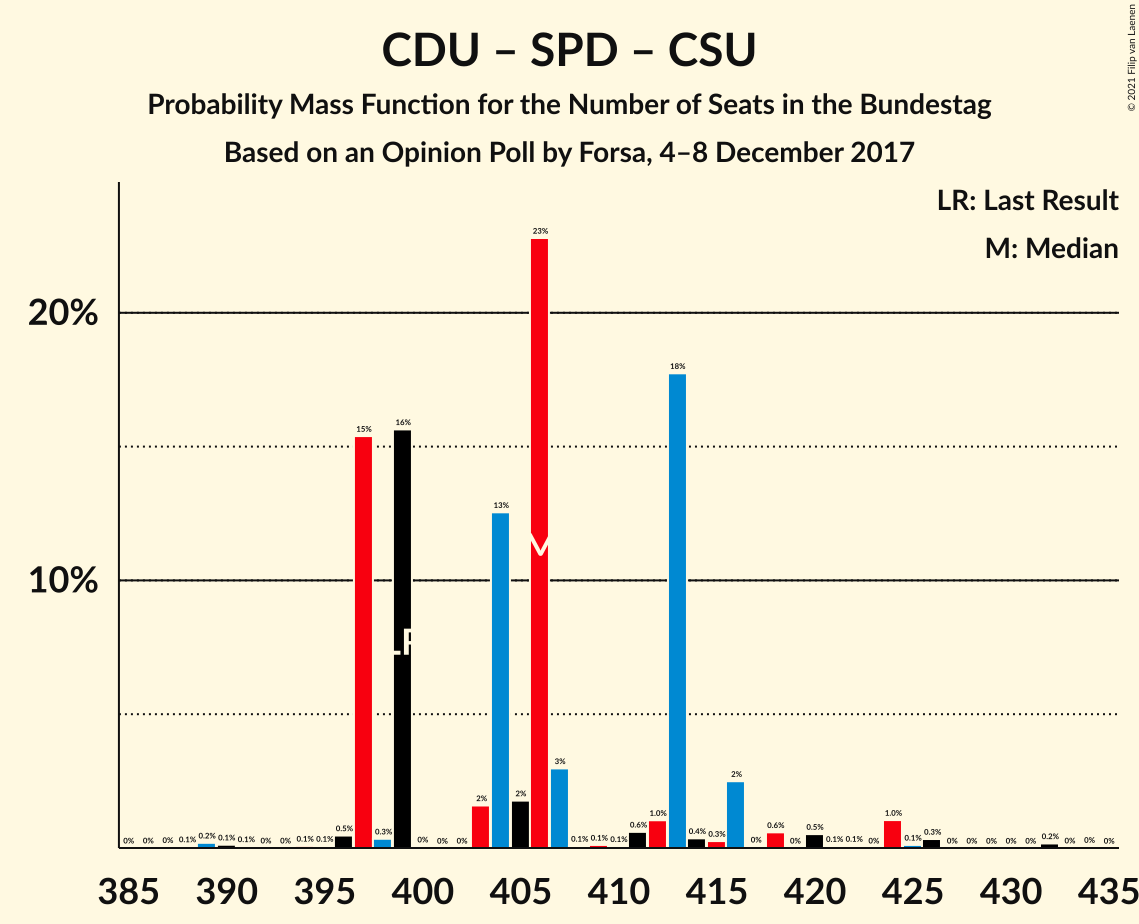 CDU – SPD – CSU
Probability Mass Function for the Number of Seats in the Bundestag
Based on an Opinion Poll by Forsa, 4–8 December 2017
© 2021 Filip van Laenen
LR: Last Result
M: Median
20%
10%
0% 0% 0% 0.1% 0.2% 0.1% 0.1% 0% 0% 0.1% 0.1% 0.5% 15% 0.3% 16% 0% 0% 0% 2% 13% 2% 23% 3% 0.1% 0.1% 0.1% 0.6% 1.0% 18% 0.4% 0.3% 2% 0% 0.6% 0% 0.5% 0.1% 0.1% 0% 1.0% 0.1% 0.3% 0% 0% 0% 0% 0% 0.2% 0% 0% 0%
M
LR
385 390 395 400 405 410 415 420 425 430 435